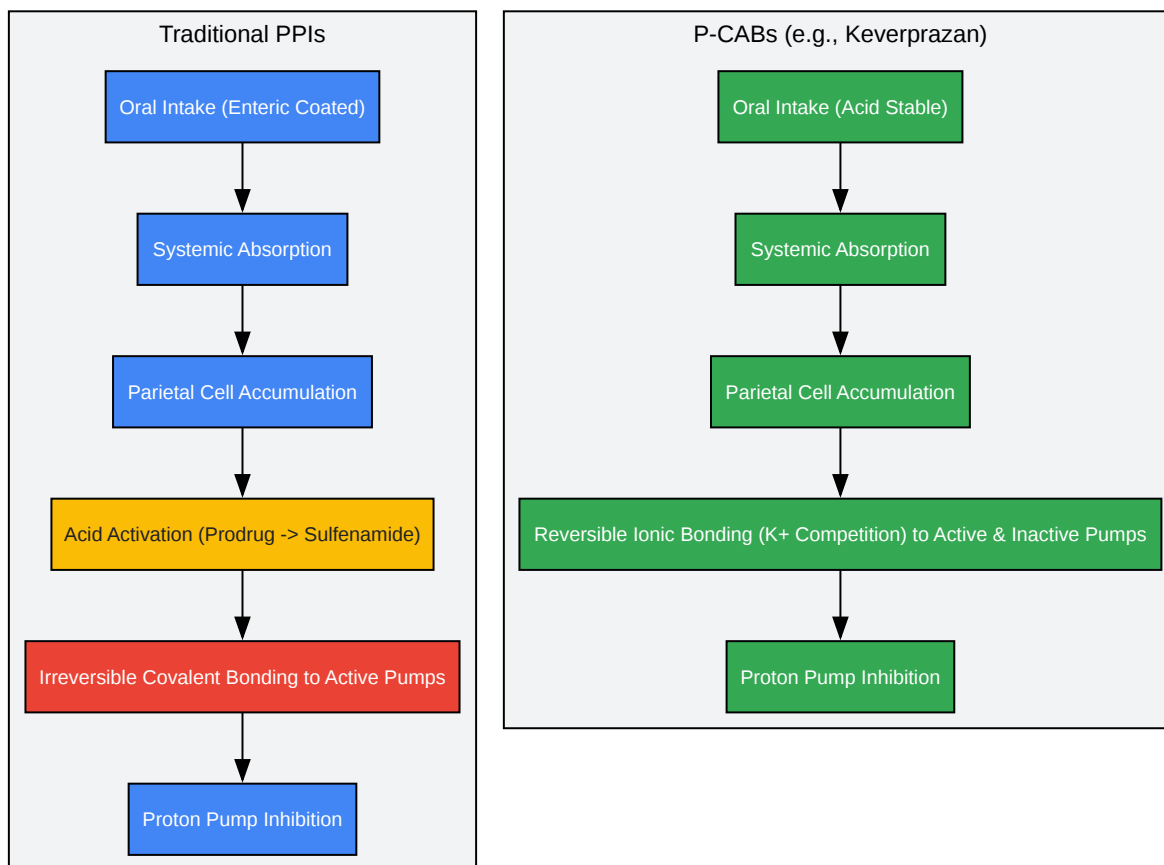 Traditional PPIs
Oral Intake (Enteric Coated)
Systemic Absorption
Parietal Cell Accumulation
Acid Activation (Prodrug -> Sulfenamide)
Irreversible Covalent Bonding to Active Pumps
Proton Pump Inhibition
P-CABs (e.g., Keverprazan)
Oral Intake (Acid Stable)
Systemic Absorption
Parietal Cell Accumulation
Reversible Ionic Bonding (K+ Competition) to Active & Inactive Pumps
Proton Pump Inhibition